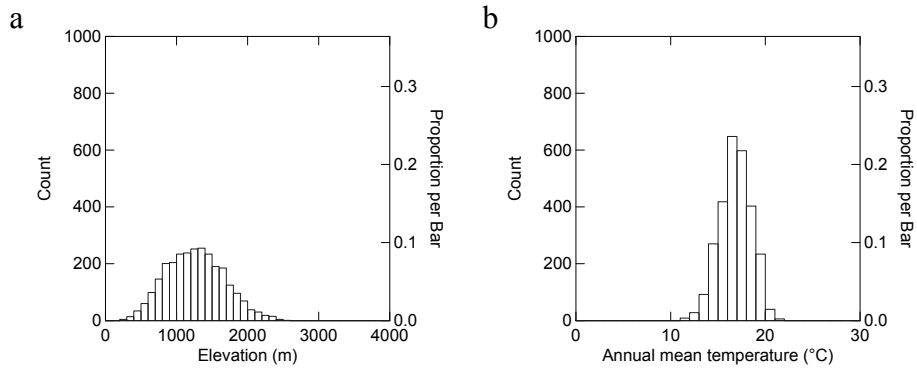 a
1000
800
600
400
200
0
Count
0.3
0.2
0.1
0.0
Proportion per Bar
0 1000 2000 3000 4000
Elevation (m)
b
1000
800
600
400
200
0
Count
0.3
0.2
0.1
0.0
Proportion per Bar
0 10 20 30
Annual mean temperature (°C)